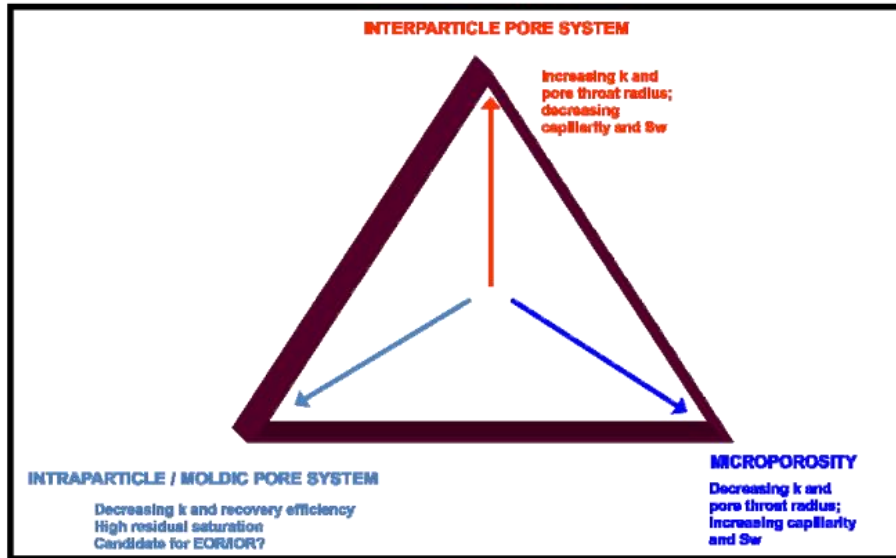 INTERPARTICLE PORE SYSTEM
Increasing k and
pore throat radius;
decreasing
capillarity and Sw
INTRAPARTICLE / MOLDIC PORE SYSTEM
Decreasing k and recovery efficiency
High residual saturation
Candidate for EOR/IOR?
MICROPOROSITY
Decreasing k and
pore throat radius;
increasing capillarity
and Sw